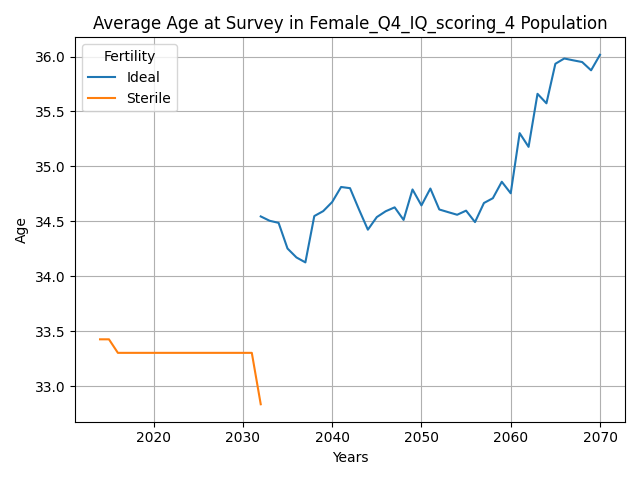 Average Age at Survey in Female_Q4_IQ_scoring_4 Population
Fertility
Ideal
Sterile
36.0
35.5
35.0
34.5
34.0
33.5
33.0
Age
2020 2030 2040 2050 2060 2070
Years